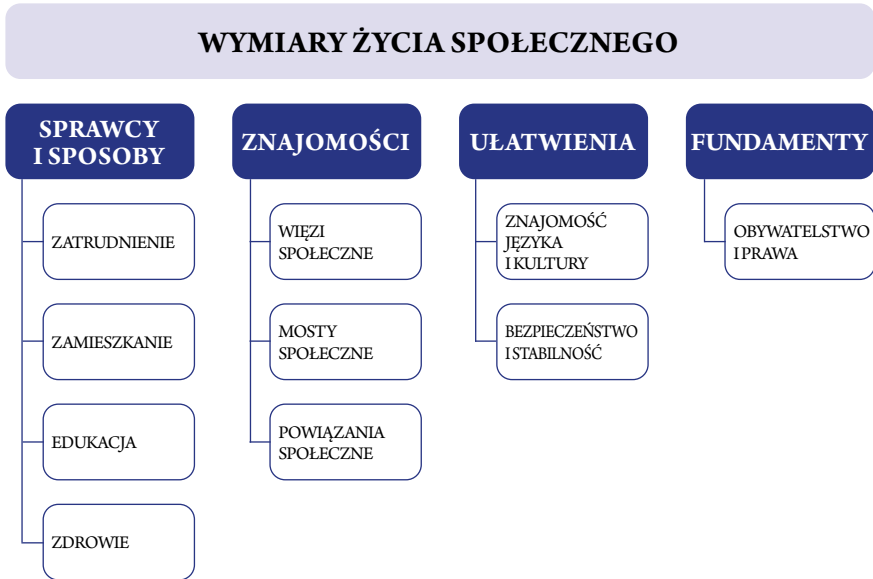 WYMIARY ŻYCIA SPOŁECZNEGO
SPRAWCY
I SPOSOBY
ZATRUDNIENIE
ZAMIESZKANIE
EDUKACJA
ZDROWIE
ZNAJOMOŚCI
WIĘZI
SPOŁECZNE
MOSTY
SPOŁECZNE
POWIĄZANIA
SPOŁECZNE
UŁATWIENIA
ZNAJOMOŚĆ
JĘZYKA
I KULTURY
BEZPIECZEŃSTWO
I STABILNOŚĆ
FUNDAMENTY
OBYWATELSTWO
I PRAWA